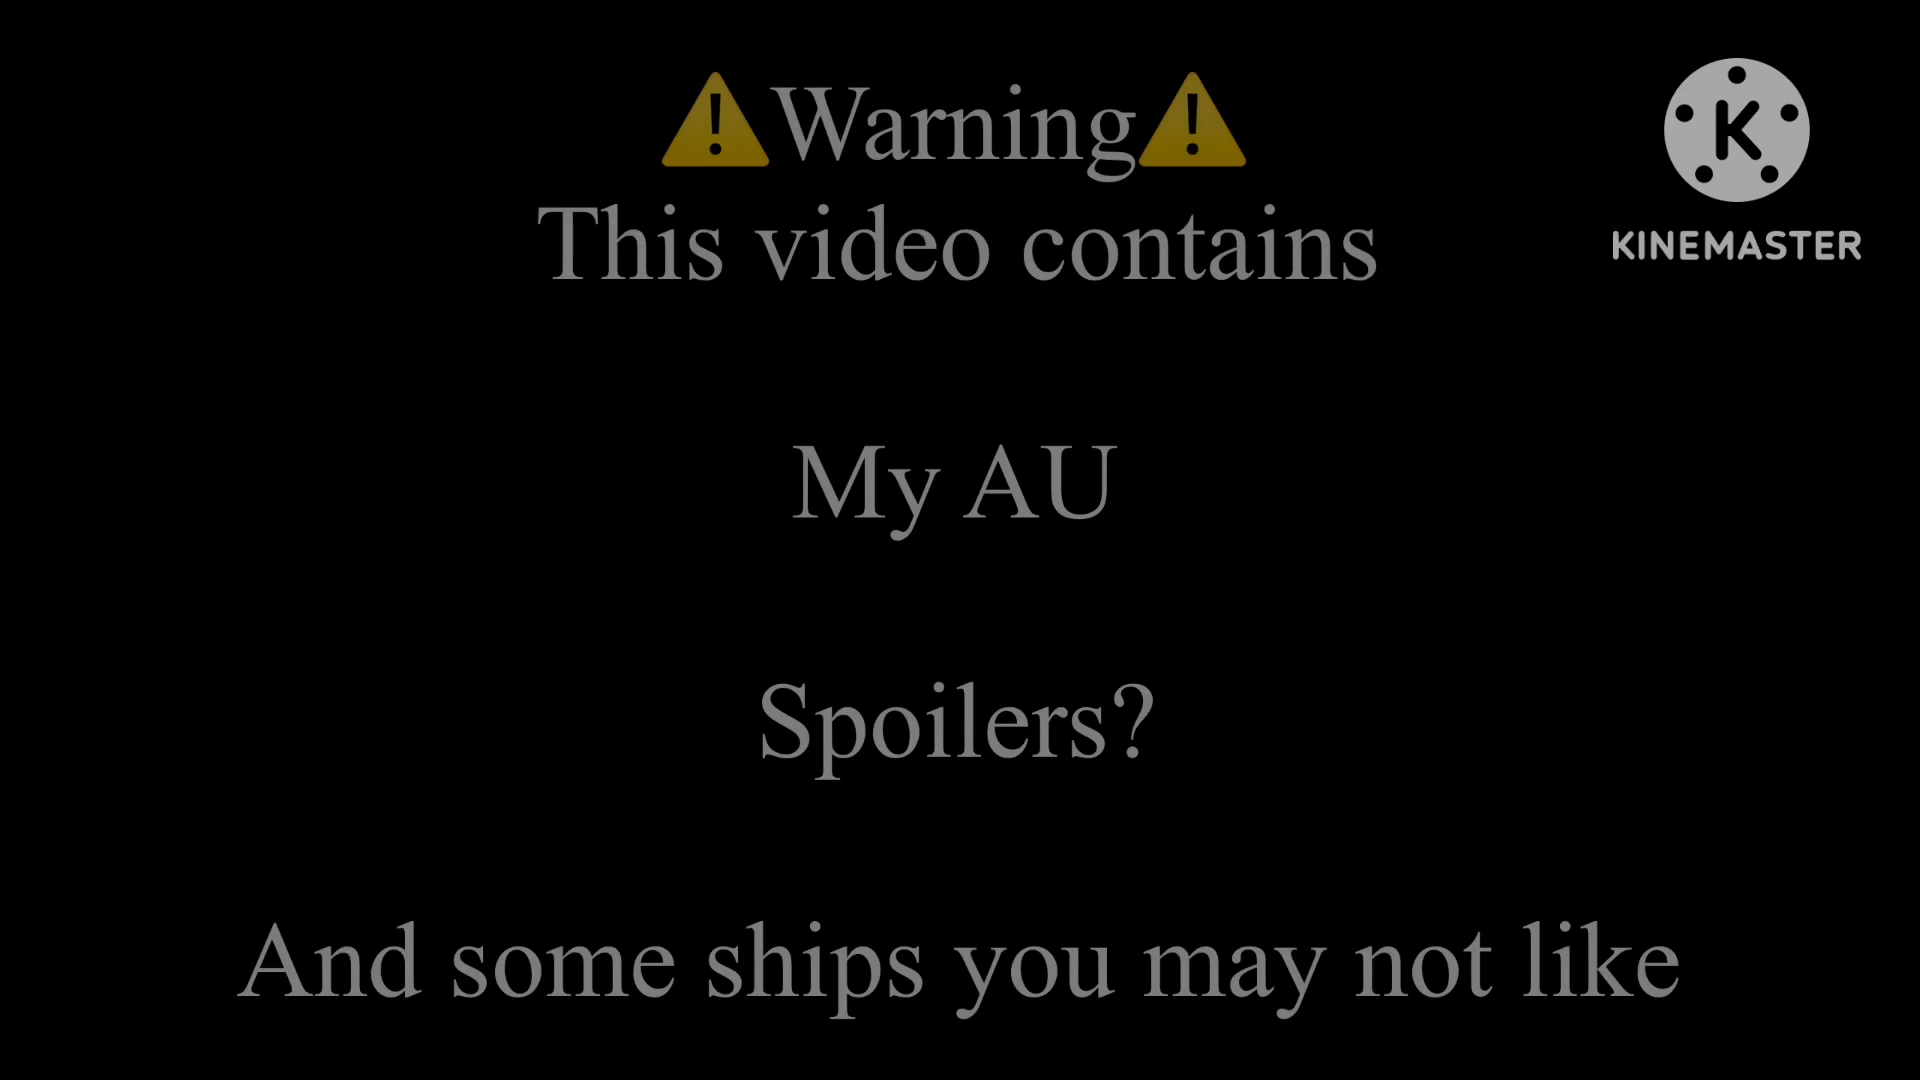 ⚠️Warning⚠️
This video contains
KINEMASTER
My AU
Spoilers?
And some ships you may not like